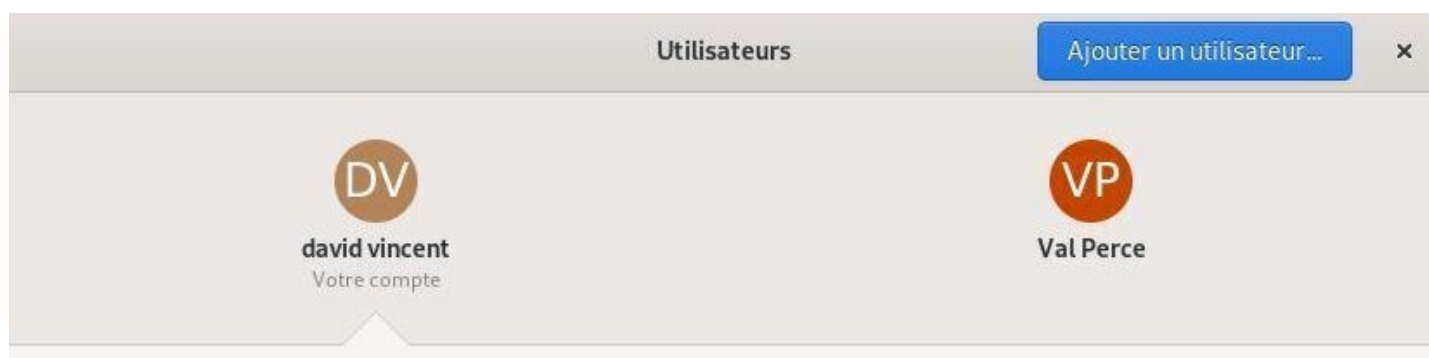 Utilisateurs
Ajouter un utilisateur...
×
DV
VP
david vincent
Val Perce
Votre compte